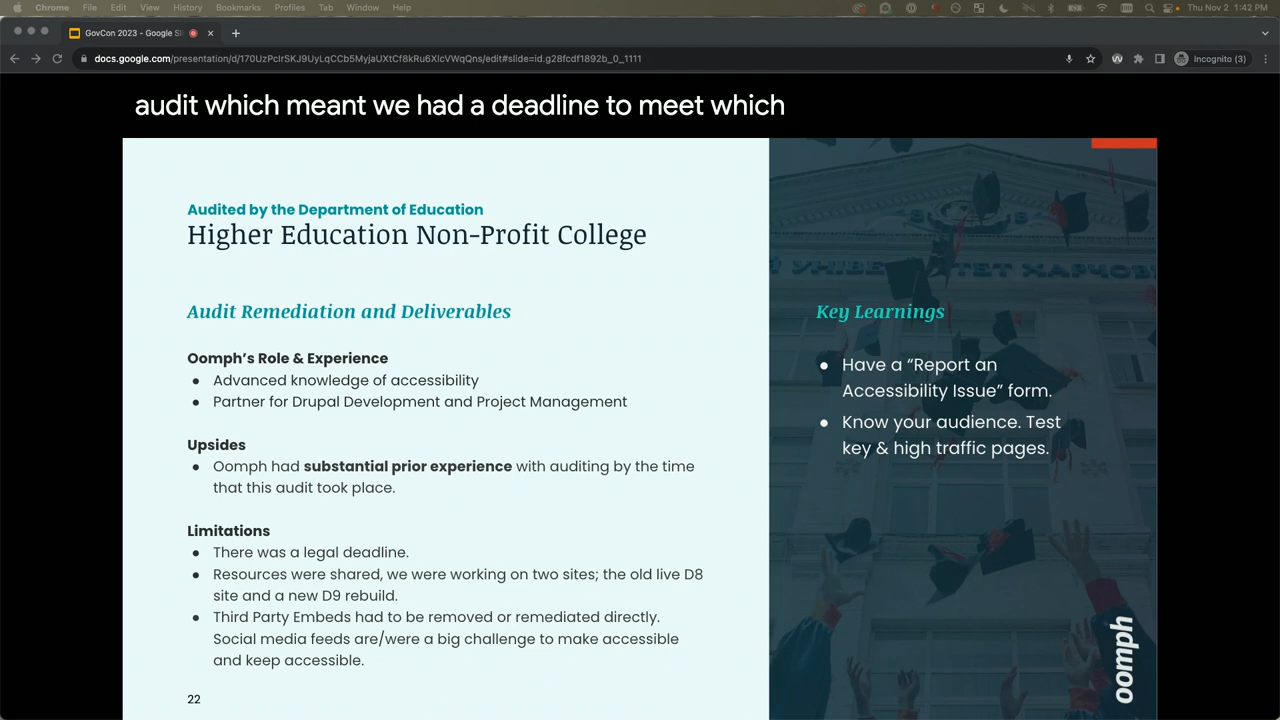 Chrome File Edit View History Bookmarks Profiles Tab Window Help
Thu Nov 2 1:42 PM
GovCon 2023 - Google Sl
docs.google.com/presentation/d/170UzPcIrSKJ9UyLqCCb5MyjaUXtCf8kRu6XlcVWqQns/edit#slide=id.g28fcdf1892b_0_1111
Incognito (3)
audit which meant we had a deadline to meet which
Audited by the Department of Education
Higher Education Non-Profit College
Audit Remediation and Deliverables
Oomph’s Role & Experience
● Advanced knowledge of accessibility
● Partner for Drupal Development and Project Management
Upsides
● Oomph had substantial prior experience with auditing by the time
that this audit took place.
Limitations
● There was a legal deadline.
● Resources were shared, we were working on two sites; the old live D8
site and a new D9 rebuild.
● Third Party Embeds had to be removed or remediated directly.
Social media feeds are/were a big challenge to make accessible
and keep accessible.
22
Key Learnings
● Have a “Report an
Accessibility Issue” form.
● Know your audience. Test
key & high traffic pages.
oomph